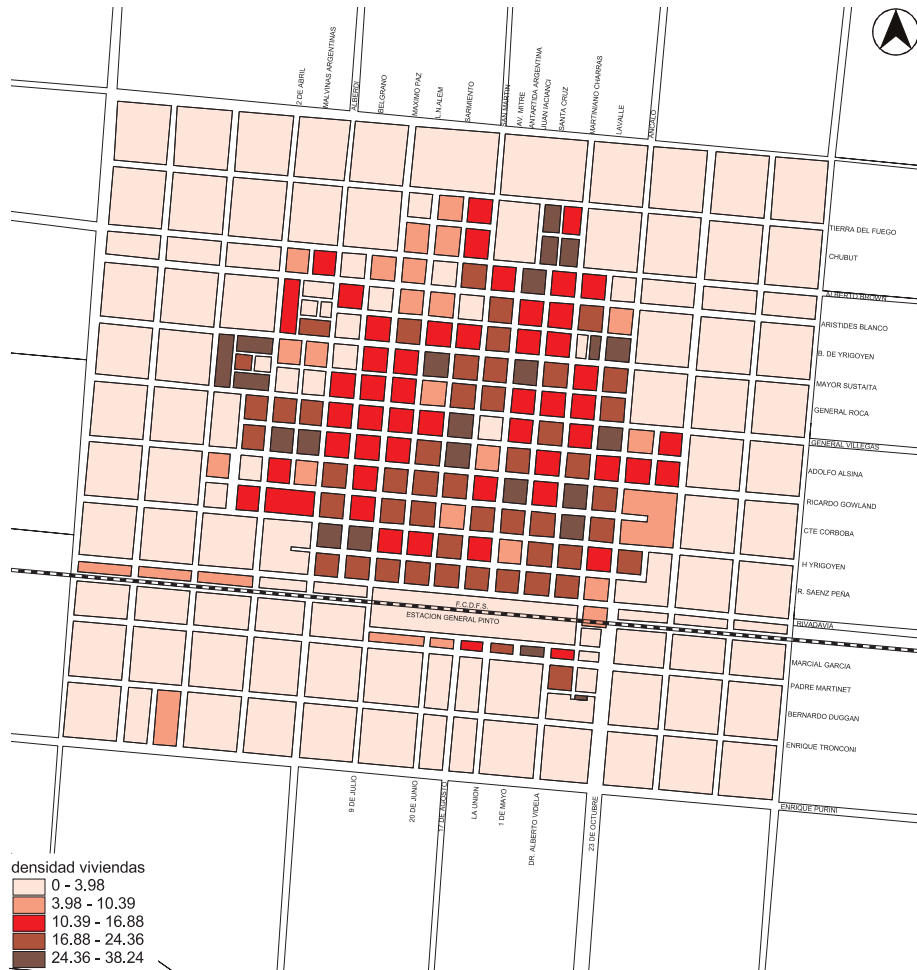 2 DE ABRIL
MALVINAS ARGENTINAS
ALBERDI
BELGRANO
MAXIMO PAZ
L.N.ALEM
SARMIENTO
SAN MARTIN
AV. MITRE
ANTARTIDA ARGENTINA
JUAN IACIANCI
SANTA CRUZ
MARTINIANO CHARRAS
LAVALLE
ANCALO
TIERRA DEL FUEGO
CHUBUT
ALBERTO BROWN
ARISTIDES BLANCO
B. DE YRIGOYEN
MAYOR SUSTAITA
GENERAL ROCA
GENERAL VILLEGAS
ADOLFO ALSINA
RICARDO GOWLAND
CTE CORBOBA
H YRIGOYEN
R. SAENZ PEÑA
RIVADAVIA
F.C.D.F.S.
ESTACION GENERAL PINTO
MARCIAL GARCIA
PADRE MARTINET
BERNARDO DUGGAN
ENRIQUE TRONCONI
ENRIQUE PURINI
9 DE JULIO
20 DE JUNIO
17 DE AGOSTO
LA UNION
1 DE MAYO
DR. ALBERTO VIDELA
23 DE OCTUBRE
densidad viviendas
0 - 3.98
3.98 - 10.39
10.39 - 16.88
16.88 - 24.36
24.36 - 38.24